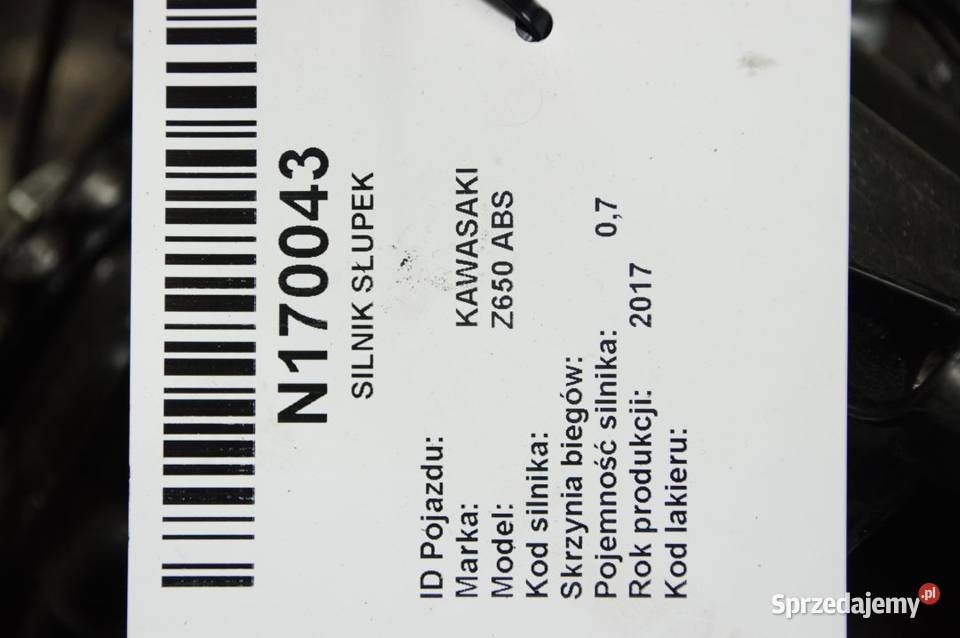 N170043
SILNIK SŁUPEK
ID Pojazdu:
Marka: KAWASAKI
Model: Z650 ABS
Kod silnika:
Skrzynia biegów:
Pojemność silnika: 0,7
Rok produkcji: 2017
Kod lakieru:
Sprzedajemy.pl